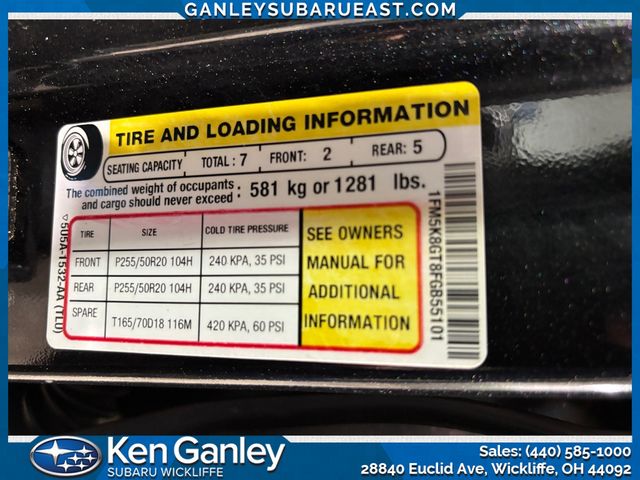 GANLEYSUBARUEAST.COM
TIRE AND LOADING INFORMATION
SEATING CAPACITY TOTAL : 7 FRONT: 2 REAR: 5
The combined weight of occupants and cargo should never exceed : 581 kg or 1281 lbs.
TIRE SIZE COLD TIRE PRESSURE
FRONT P255/50R20 104H 240 KPA, 35 PSI
REAR P255/50R20 104H 240 KPA, 35 PSI
SPARE T165/70D18 116M 420 KPA, 60 PSI
SEE OWNERS
MANUAL FOR
ADDITIONAL
INFORMATION
1FM5K8GT8FGB55101
505A-1532-AA (TLU)
Ken Ganley
SUBARU WICKLIFFE
Sales: (440) 585-1000
28840 Euclid Ave, Wickliffe, OH 44092